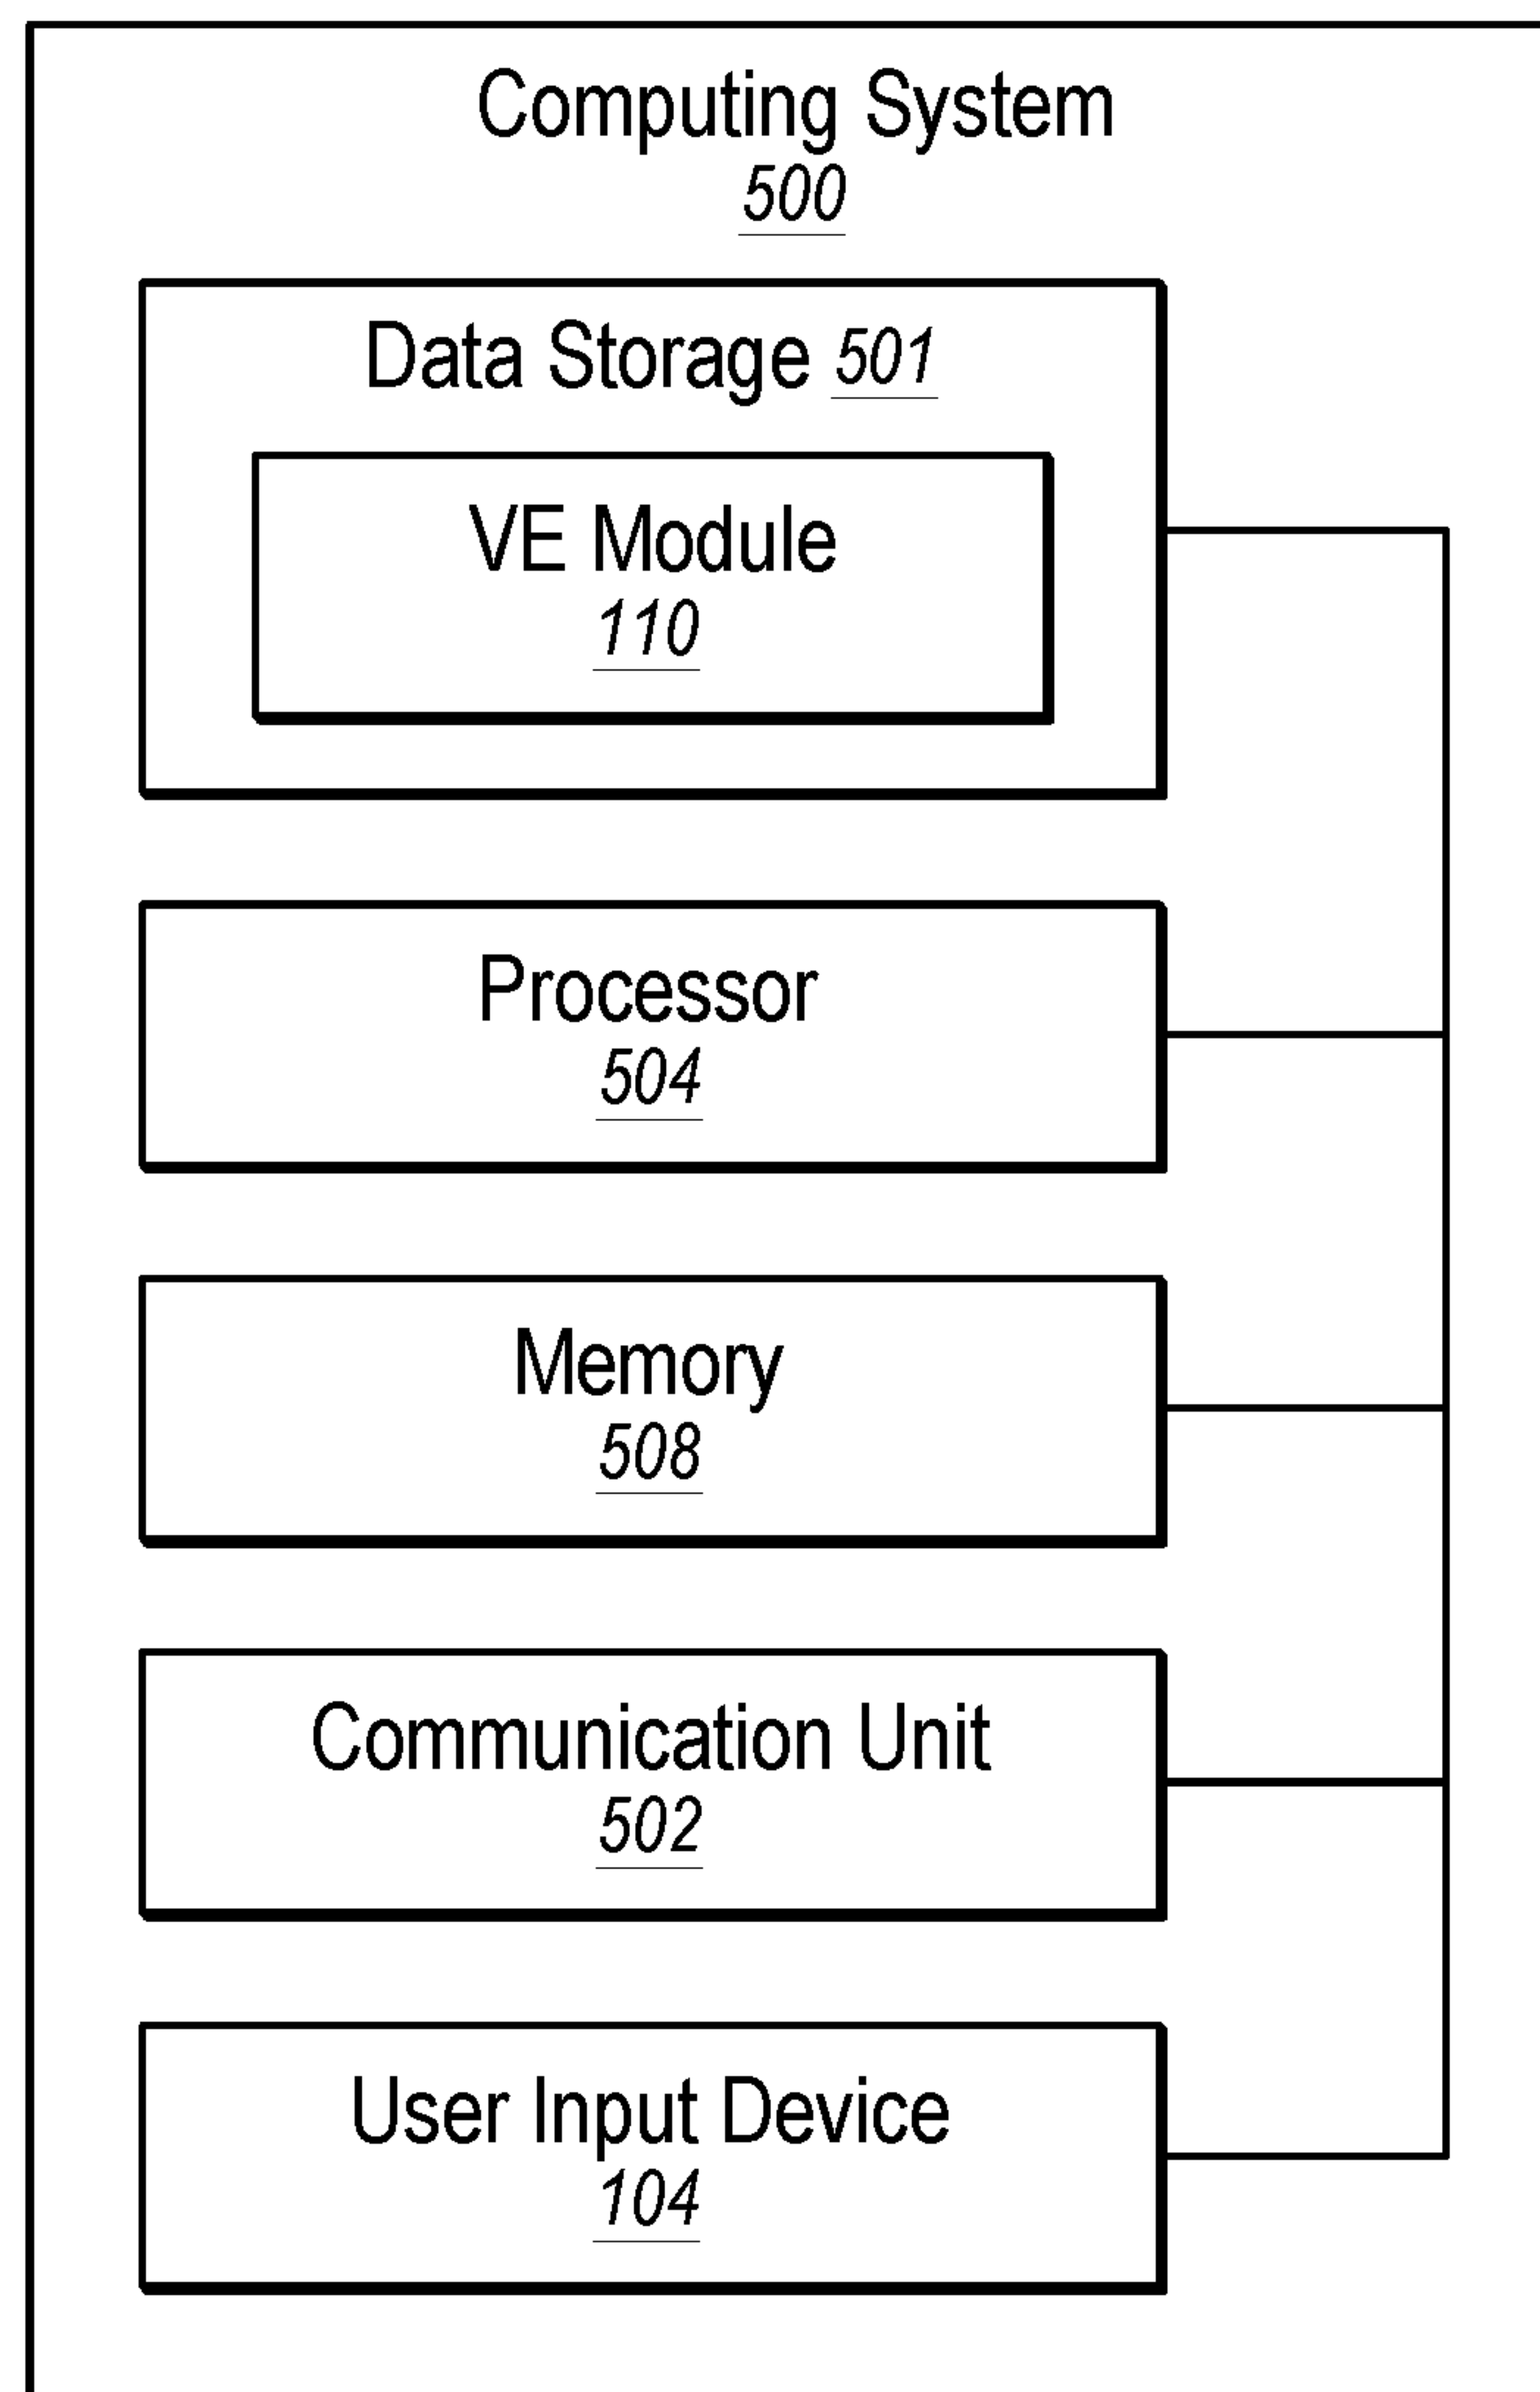 Computing System
500
Data Storage 501
VE Module
110
Processor
504
Memory
508
Communication Unit
502
User Input Device
104